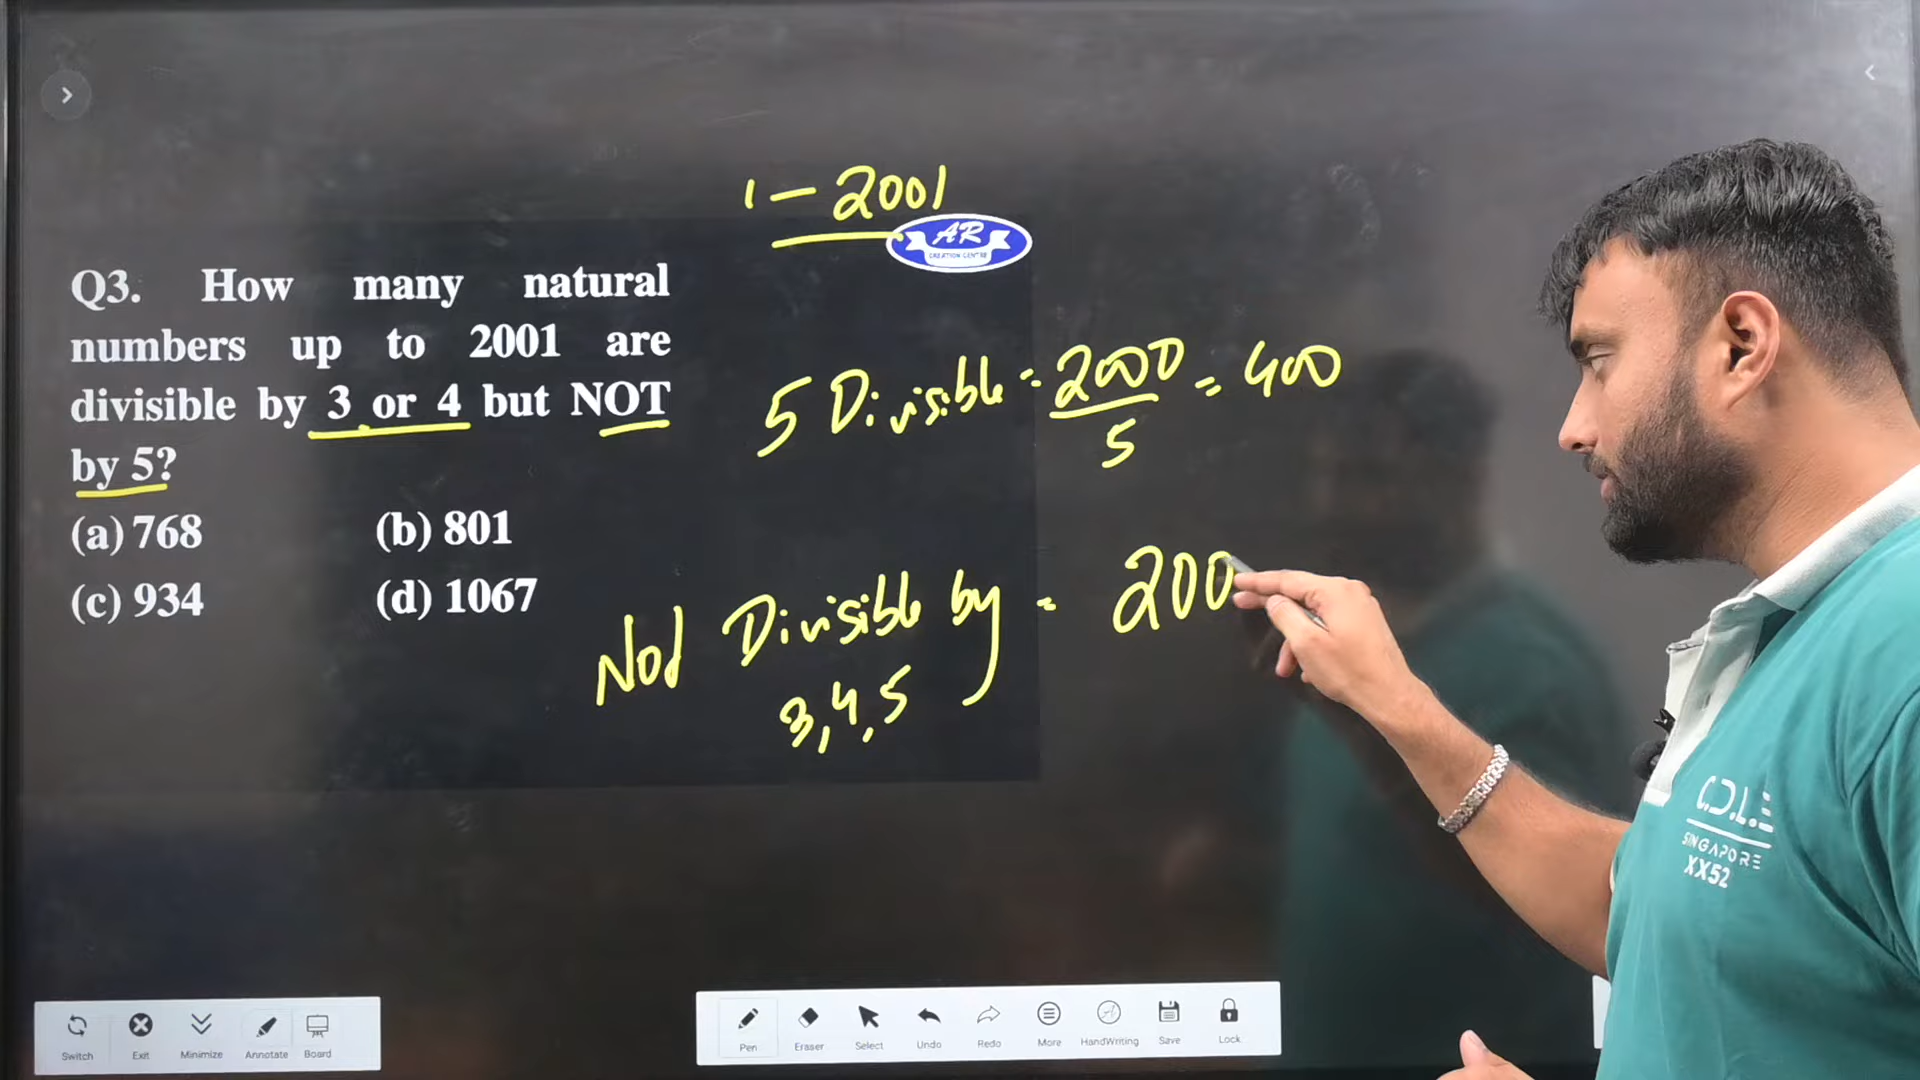 1 - 2001
AR
CREATION CENTRE
Q3. How many natural
numbers up to 2001 are
divisible by 3 or 4 but NOT
by 5?
(a) 768 (b) 801
(c) 934 (d) 1067
5 Divisible = 2000/5 = 400
Not Divisible by = 200
3, 4, 5
C.D.L.E
SINGAPORE
XX52
Switch Exit Minimize Annotate Board
Pen Eraser Select Undo Redo More HandWriting Save Lock